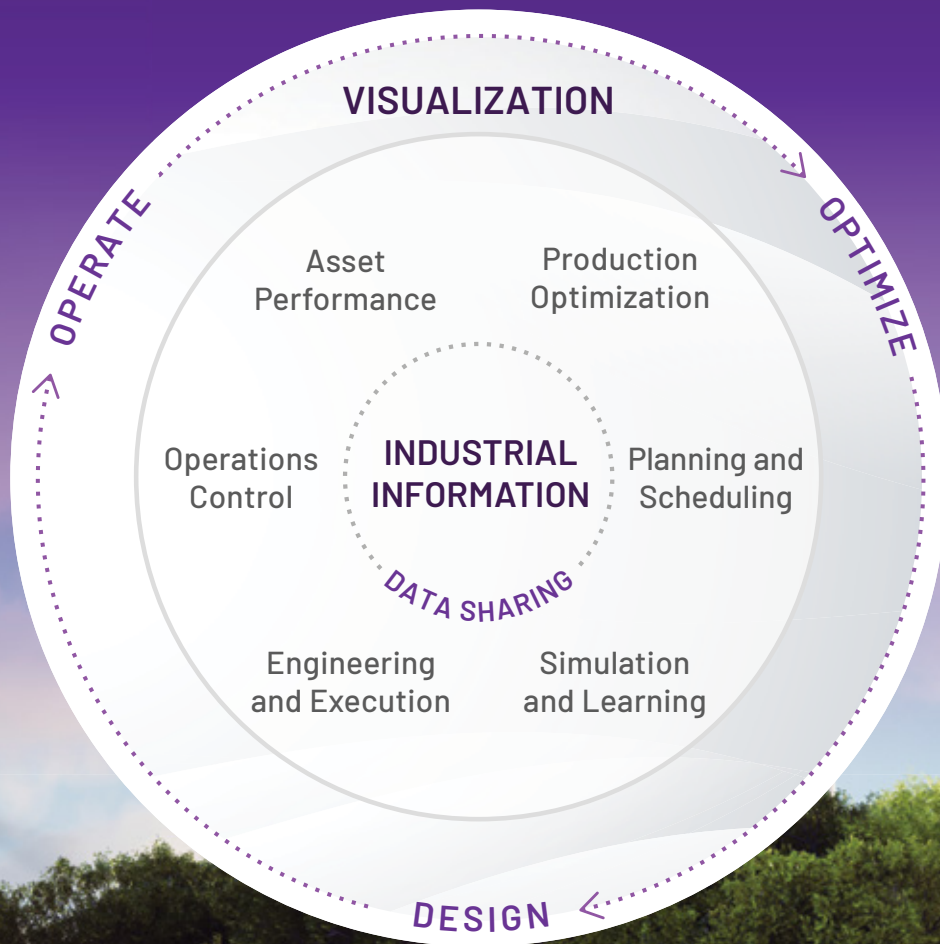 VISUALIZATION
OPERATE
OPTIMIZE
Asset
Performance
Production
Optimization
Operations
Control
INDUSTRIAL
INFORMATION
Planning and
Scheduling
DATA SHARING
Engineering
and Execution
Simulation
and Learning
DESIGN